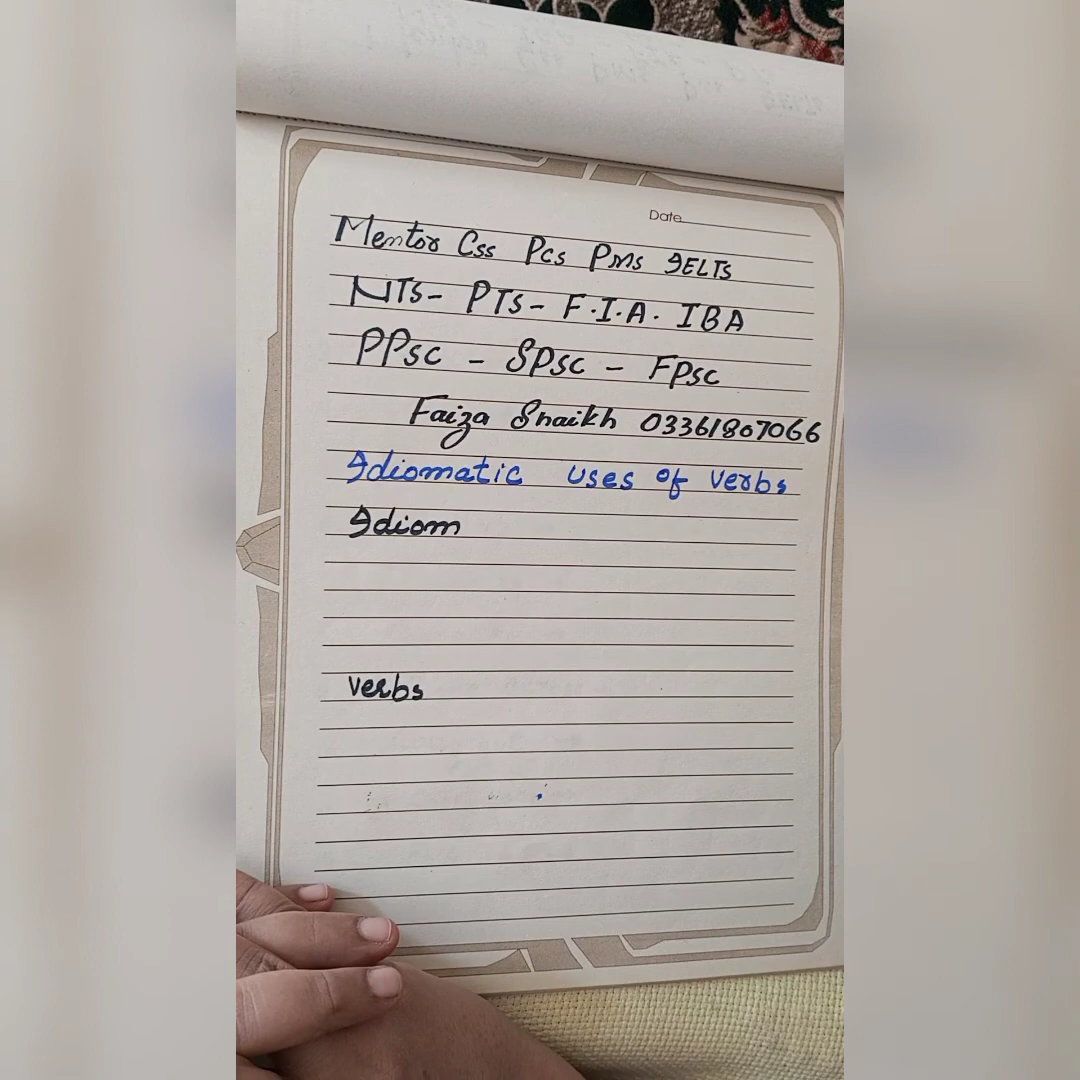 Date
Mentor Css Pcs PMs IELTS
NTS - PTS - F.I.A. IBA
PPsc - SPsc - FPsc
Faiza Shaikh 03361807066
Idiomatic uses of verbs
Idiom
verbs